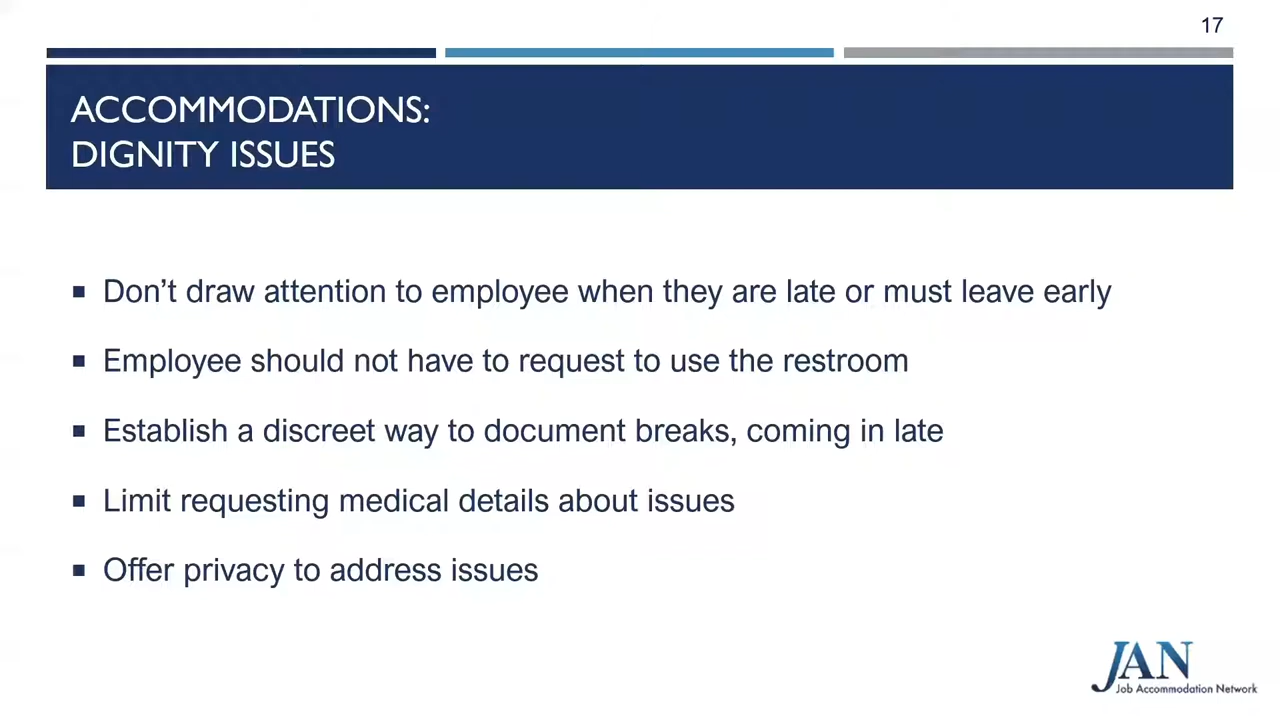 17
ACCOMMODATIONS:
DIGNITY ISSUES
▪ Don’t draw attention to employee when they are late or must leave early
▪ Employee should not have to request to use the restroom
▪ Establish a discreet way to document breaks, coming in late
▪ Limit requesting medical details about issues
▪ Offer privacy to address issues
JAN
Job Accommodation Network